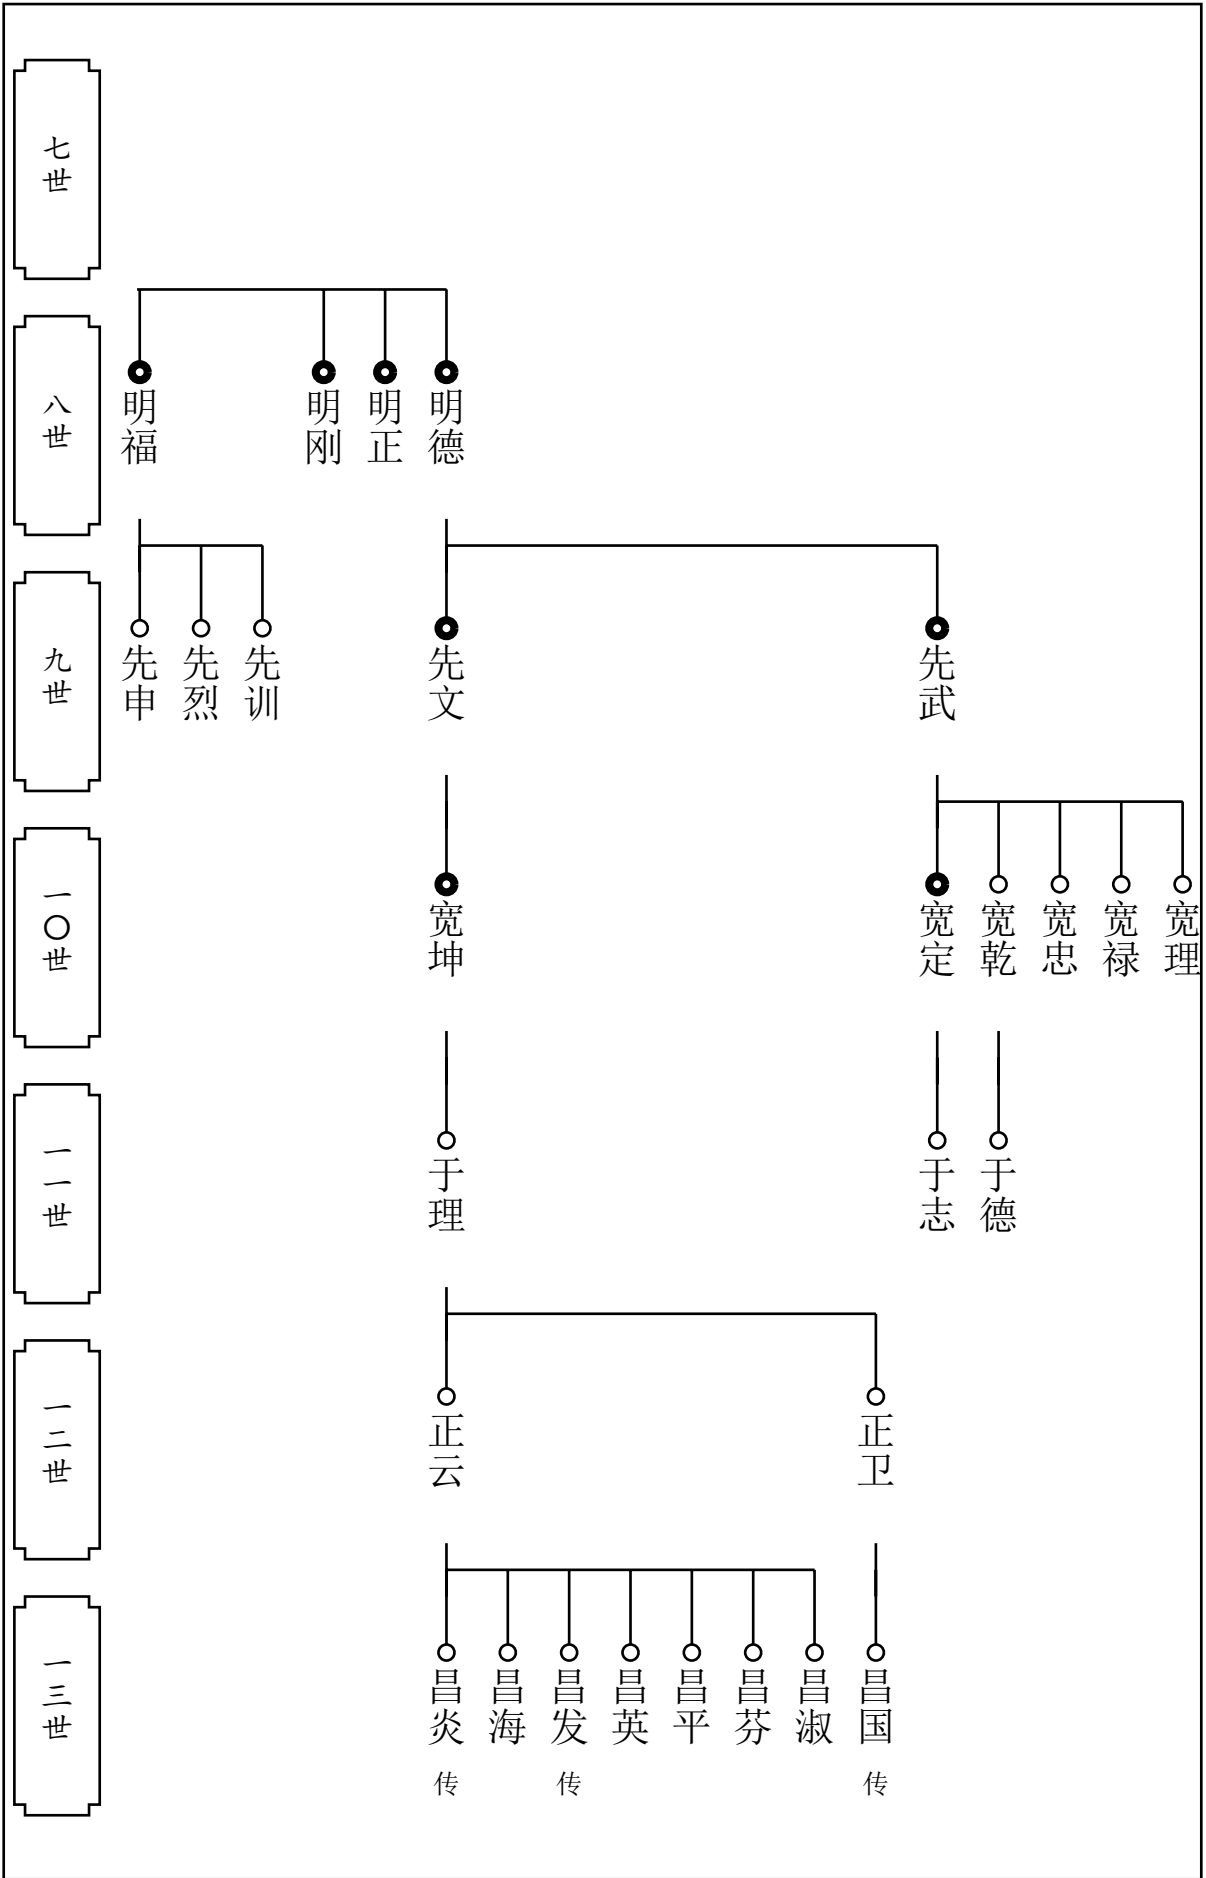 七世
八世
明福
明刚
明正
明德
九世
先申
先烈
先训
先文
先武
一〇世
宽坤
宽定
宽乾
宽忠
宽禄
宽理
一一世
于理
于志
于德
一二世
正云
正卫
一三世
昌炎
昌海
昌发
昌英
昌平
昌芬
昌淑
昌国
传
传
传